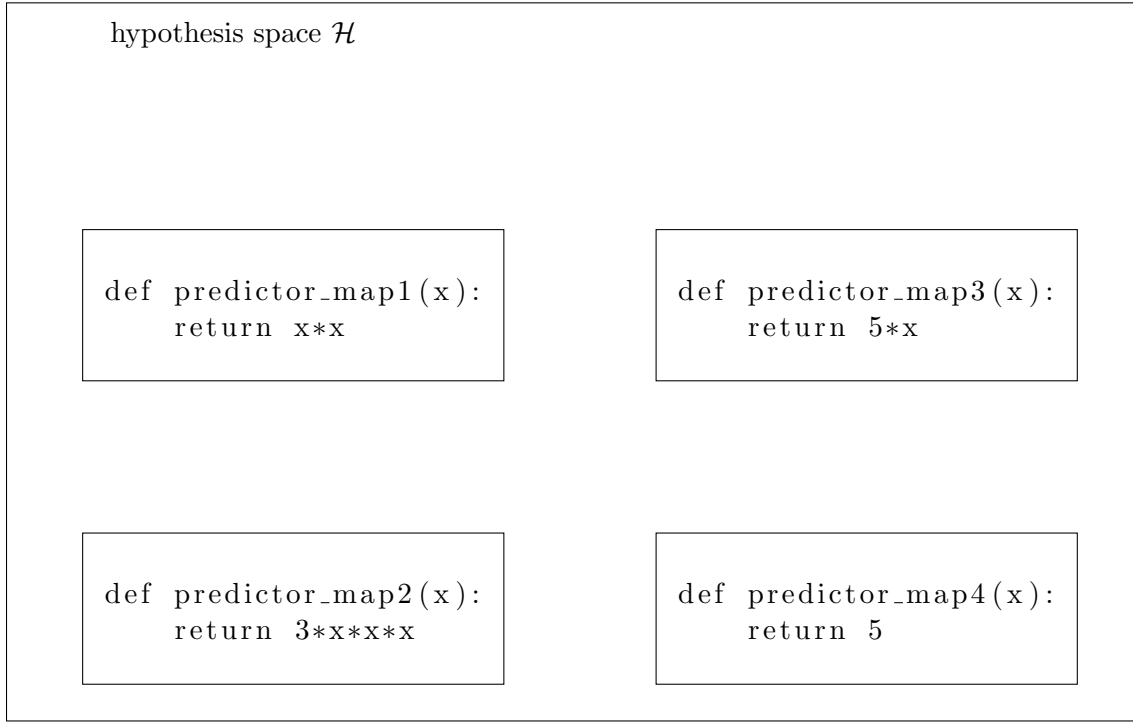 hypothesis space ℋ
def predictor_map1(x):
    return x*x
def predictor_map3(x):
    return 5*x
def predictor_map2(x):
    return 3*x*x*x
def predictor_map4(x):
    return 5